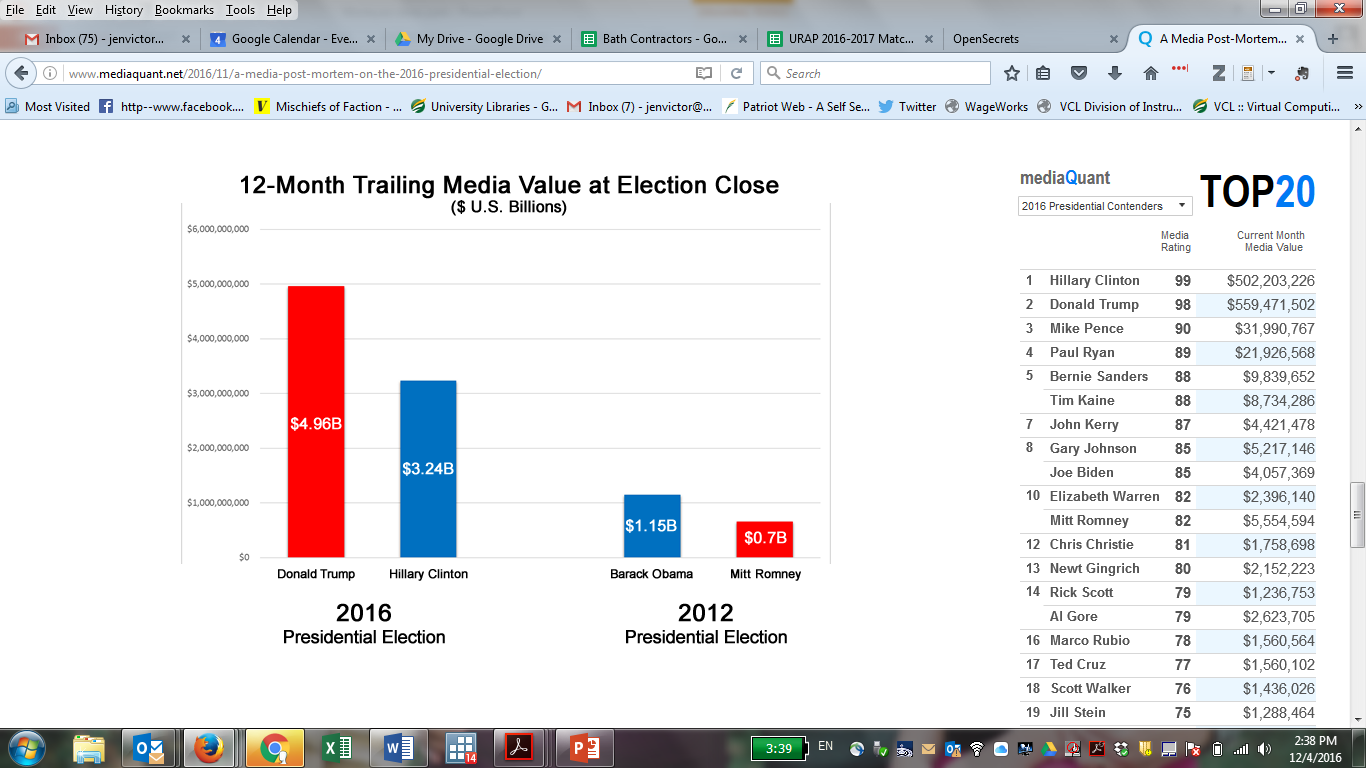 File Edit View History Bookmarks Tools Help
Inbox (75) - jenvictor...
Google Calendar - Eve...
My Drive - Google Drive
Bath Contractors - Go...
URAP 2016-2017 Matc...
OpenSecrets
A Media Post-Mortem...
www.mediaquant.net/2016/11/a-media-post-mortem-on-the-2016-presidential-election/
Search
Most Visited
http--www.facebook....
Mischiefs of Faction - ...
University Libraries - G...
Inbox (7) - jenvictor@...
Patriot Web - A Self Se...
Twitter
WageWorks
VCL Division of Instru...
VCL :: Virtual Computi...
12-Month Trailing Media Value at Election Close
($ U.S. Billions)
$6,000,000,000
$5,000,000,000
$4,000,000,000
$3,000,000,000
$2,000,000,000
$1,000,000,000
$0
$4.96B
$3.24B
$1.15B
$0.7B
Donald Trump Hillary Clinton Barack Obama Mitt Romney
2016 2012
Presidential Election Presidential Election
mediaQuant
TOP20
2016 Presidential Contenders
Media Rating
Current Month Media Value
1 Hillary Clinton 99 $502,203,226
2 Donald Trump 98 $559,471,502
3 Mike Pence 90 $31,990,767
4 Paul Ryan 89 $21,926,568
5 Bernie Sanders 88 $9,839,652
Tim Kaine 88 $8,734,286
7 John Kerry 87 $4,421,478
8 Gary Johnson 85 $5,217,146
Joe Biden 85 $4,057,369
10 Elizabeth Warren 82 $2,396,140
Mitt Romney 82 $5,554,594
12 Chris Christie 81 $1,758,698
13 Newt Gingrich 80 $2,152,223
14 Rick Scott 79 $1,236,753
Al Gore 79 $2,623,705
16 Marco Rubio 78 $1,560,564
17 Ted Cruz 77 $1,560,102
18 Scott Walker 76 $1,436,026
19 Jill Stein 75 $1,288,464
14
3:39
EN
2:38 PM
12/4/2016